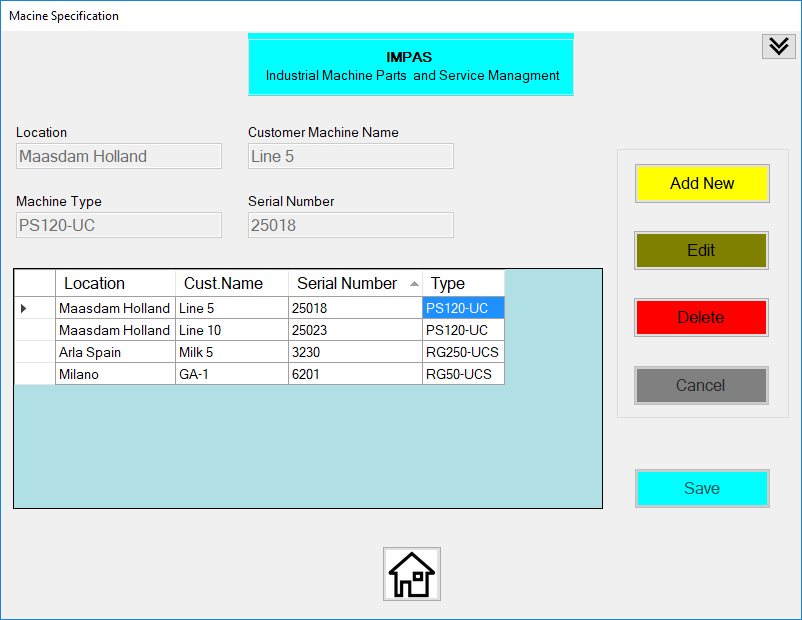 Macine Specification
IMPAS
Industrial Machine Parts  and Service Managment
Location
Customer Machine Name
Maasdam Holland
Line 5
Machine Type
Serial Number
PS120-UC
25018
Add New
Edit
Delete
Cancel
Save
Location Cust.Name Serial Number Type
Maasdam Holland Line 5 25018 PS120-UC
Maasdam Holland Line 10 25023 PS120-UC
Arla Spain Milk 5 3230 RG250-UCS
Milano GA-1 6201 RG50-UCS